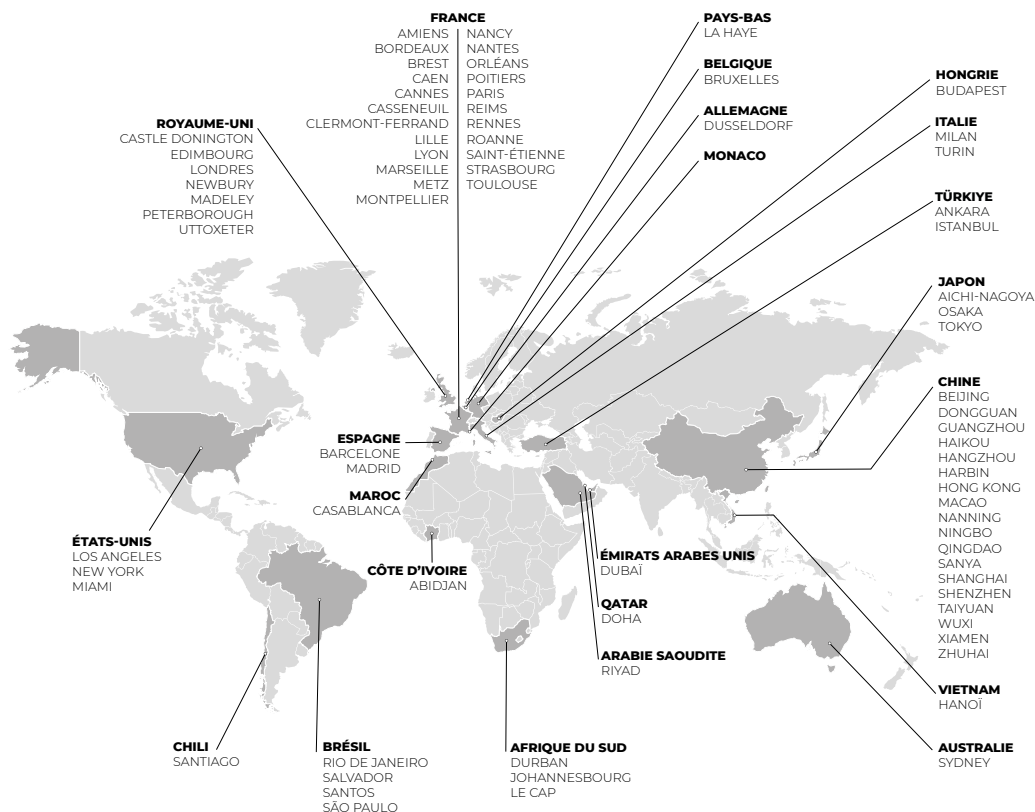 FRANCE
AMIENS
BORDEAUX
BREST
CAEN
CANNES
CASSENEUIL
CLERMONT-FERRAND
LILLE
LYON
MARSEILLE
METZ
MONTPELLIER
NANCY
NANTES
ORLÉANS
POITIERS
PARIS
REIMS
RENNES
ROANNE
SAINT-ÉTIENNE
STRASBOURG
TOULOUSE
PAYS-BAS
LA HAYE
BELGIQUE
BRUXELLES
ALLEMAGNE
DUSSELDORF
MONACO
HONGRIE
BUDAPEST
ITALIE
MILAN
TURIN
TÜRKIYE
ANKARA
ISTANBUL
ROYAUME-UNI
CASTLE DONINGTON
EDIMBOURG
LONDRES
NEWBURY
MADELEY
PETERBOROUGH
UTTOXETER
JAPON
AICHI-NAGOYA
OSAKA
TOKYO
CHINE
BEIJING
DONGGUAN
GUANGZHOU
HAIKOU
HANGZHOU
HARBIN
HONG KONG
MACAO
NANNING
NINGBO
QINGDAO
SANYA
SHANGHAI
SHENZHEN
TAIYUAN
WUXI
XIAMEN
ZHUHAI
ESPAGNE
BARCELONE
MADRID
MAROC
CASABLANCA
ÉTATS-UNIS
LOS ANGELES
NEW YORK
MIAMI
CÔTE D'IVOIRE
ABIDJAN
ÉMIRATS ARABES UNIS
DUBAÏ
QATAR
DOHA
ARABIE SAOUDITE
RIYAD
VIETNAM
HANOÏ
CHILI
SANTIAGO
BRÉSIL
RIO DE JANEIRO
SALVADOR
SANTOS
SÃO PAULO
AFRIQUE DU SUD
DURBAN
JOHANNESBOURG
LE CAP
AUSTRALIE
SYDNEY